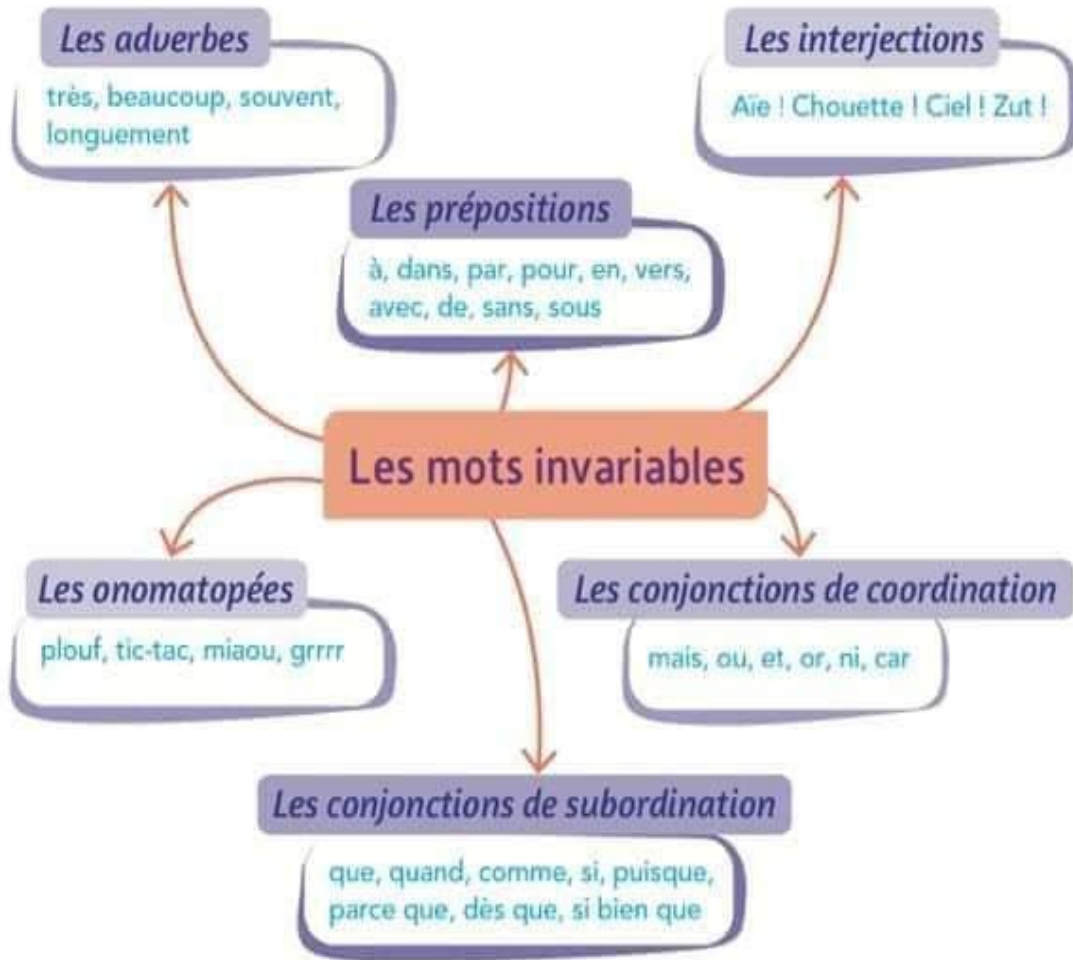 Les adverbes
très, beaucoup, souvent,
longuement
Les interjections
Aïe ! Chouette ! Ciel ! Zut !
Les prépositions
à, dans, par, pour, en, vers,
avec, de, sans, sous
Les mots invariables
Les onomatopées
plouf, tic-tac, miaou, grrrr
Les conjonctions de coordination
mais, ou, et, or, ni, car
Les conjonctions de subordination
que, quand, comme, si, puisque,
parce que, dès que, si bien que